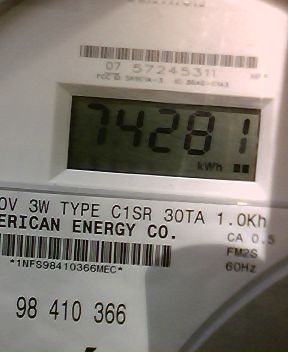 07 57245311
74281
kWh
0V 3W TYPE C1SR 30TA 1.0Kh
ERICAN ENERGY CO.
CA 0.5
FM2S
60Hz
*1NFS98410366MEC*
98 410 366